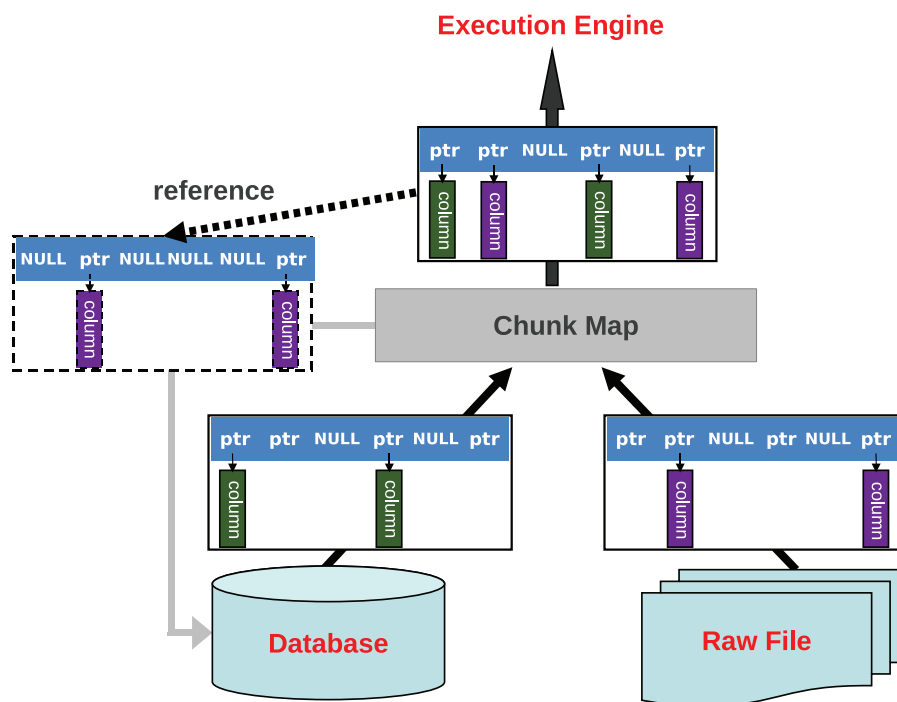 Execution Engine
ptr ptr NULL ptr NULL ptr
column column column column
reference
NULL ptr NULL NULL NULL ptr
column column
Chunk Map
ptr ptr NULL ptr NULL ptr
column column
ptr ptr NULL ptr NULL ptr
column column
Database
Raw File